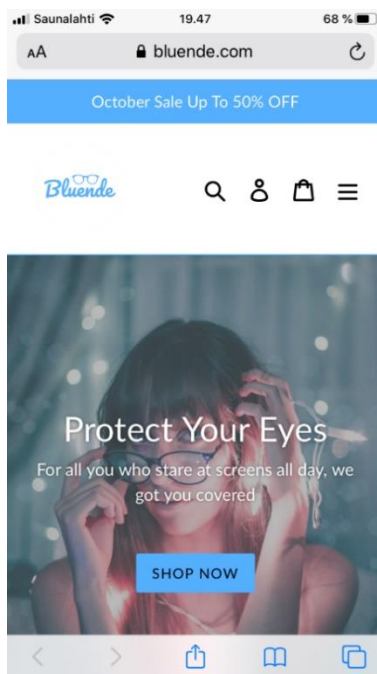 Saunalahti 19.47 68 %
AA bluende.com
October Sale Up To 50% OFF
Bluende
Protect Your Eyes
For all you who stare at screens all day, we
got you covered
SHOP NOW